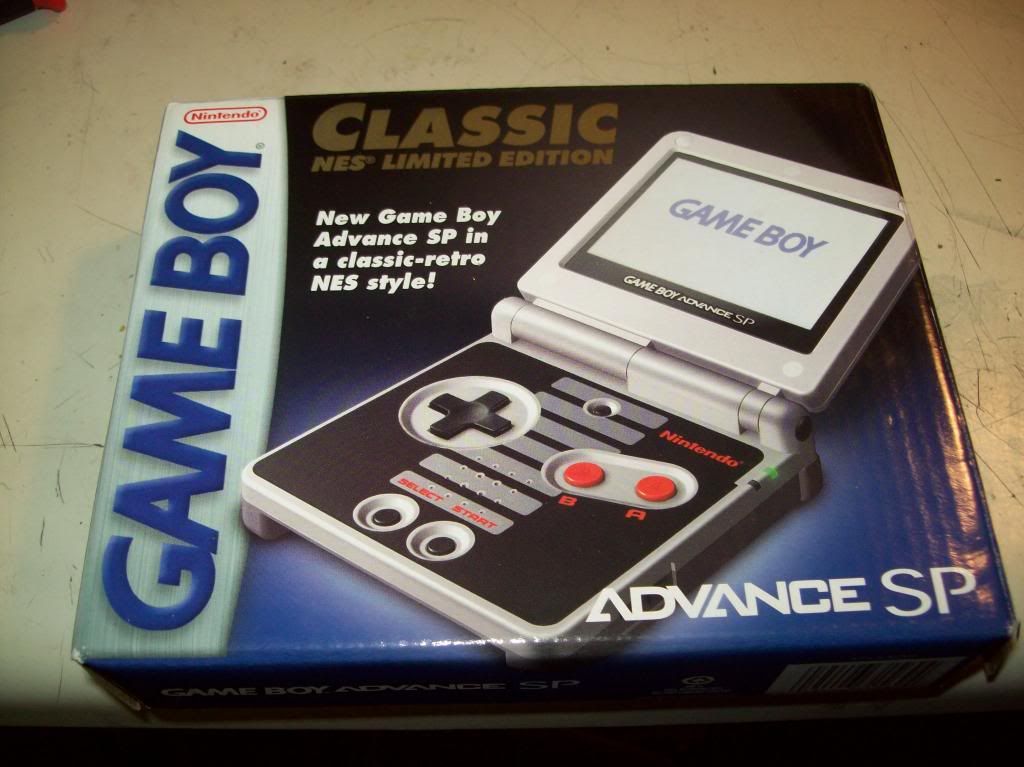 Nintendo®
GAME BOY®
CLASSIC
NES® LIMITED EDITION
New Game Boy
Advance SP in
a classic-retro
NES style!
GAME BOY
GAME BOY ADVANCE SP
Nintendo®
SELECT
START
B
A
ADVANCE SP
GAME BOY ADVANCE SP